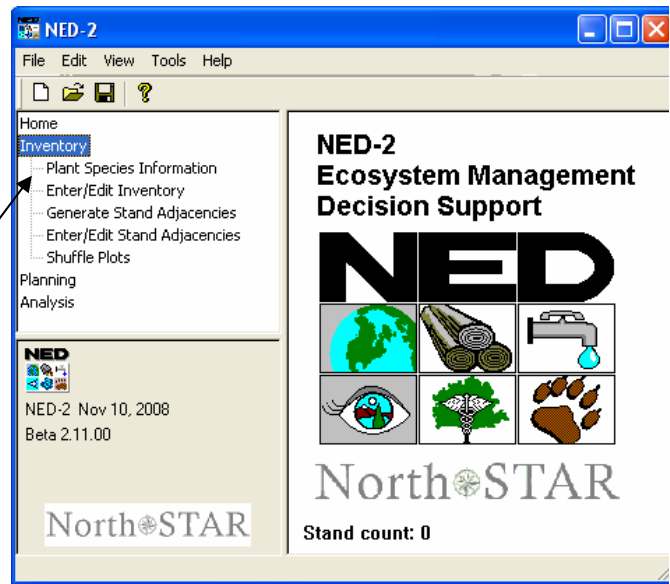 NED-2
File Edit View Tools Help
Home
Inventory
Plant Species Information
Enter/Edit Inventory
Generate Stand Adjacencies
Enter/Edit Stand Adjacencies
Shuffle Plots
Planning
Analysis
NED
NED-2 Nov 10, 2008
Beta 2.11.00
North STAR
NED-2
Ecosystem Management
Decision Support
NED
North STAR
Stand count: 0